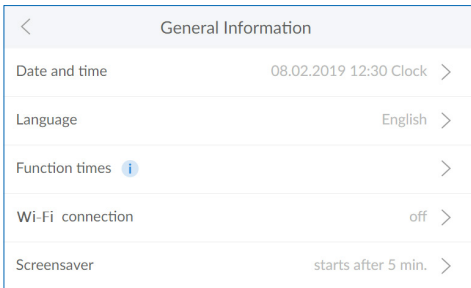 General Information
Date and time 08.02.2019 12:30 Clock
Language English
Function times i
Wi-Fi connection off
Screensaver starts after 5 min.